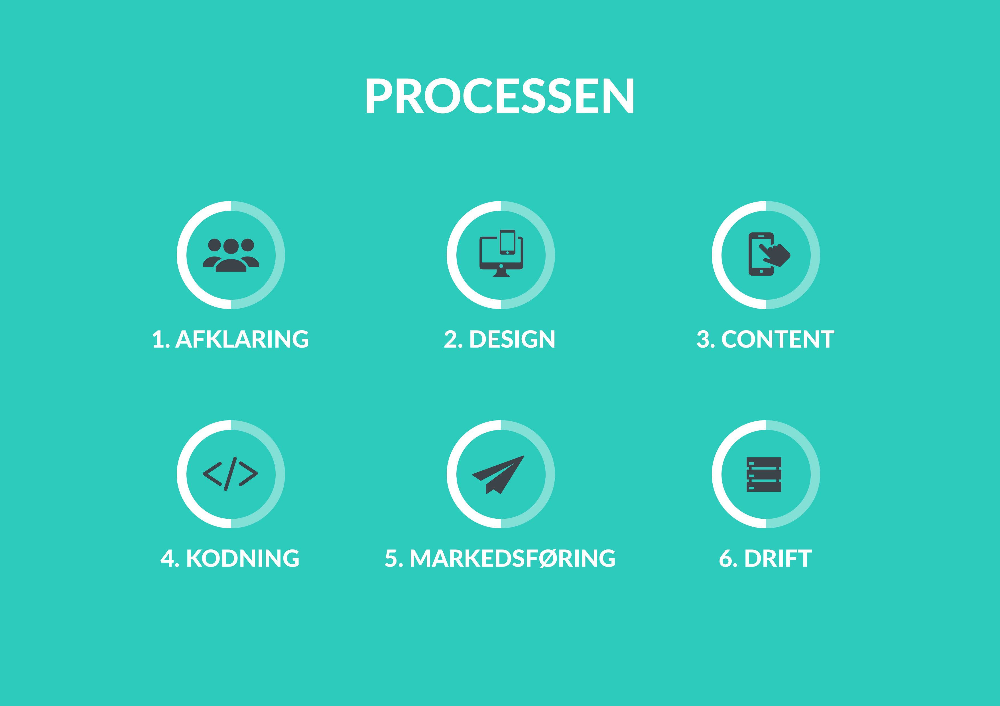 PROCESSEN
1. AFKLARING
2. DESIGN
3. CONTENT
4. KODNING
5. MARKEDSFØRING
6. DRIFT